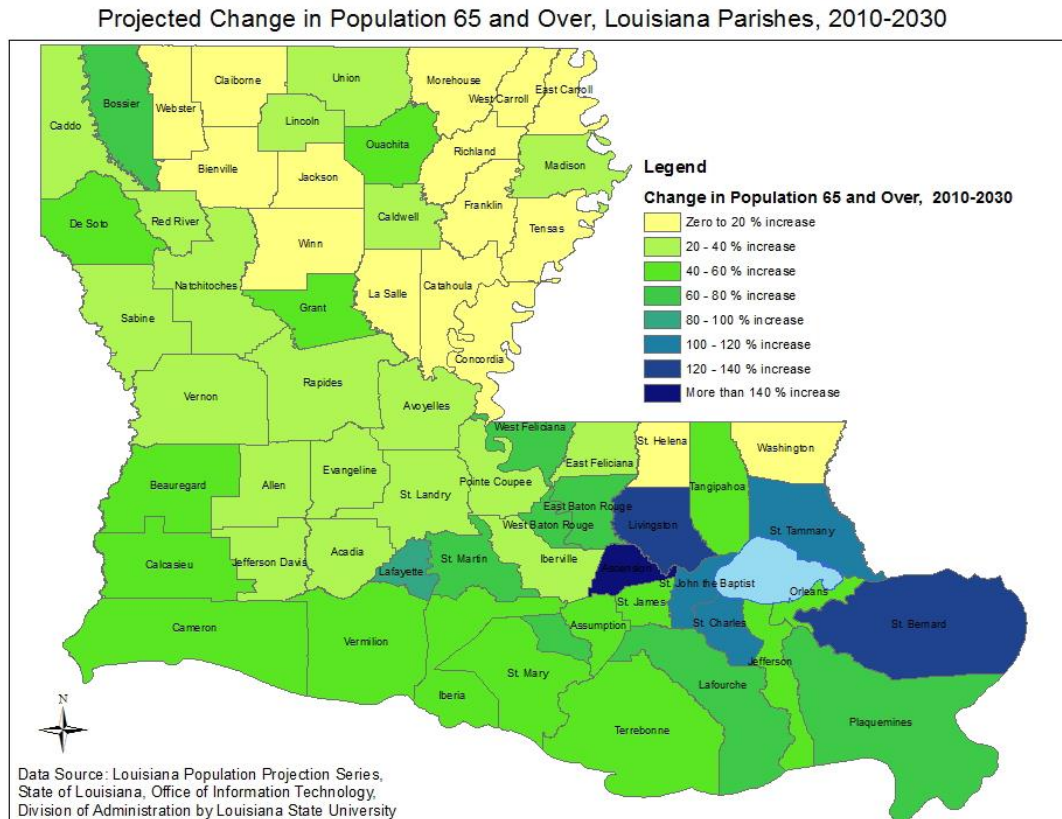 Projected Change in Population 65 and Over, Louisiana Parishes, 2010-2030
Claiborne
Union
Morehouse
West Carroll
East Carroll
Bossier
Webster
Caddo
Lincoln
Ouachita
Richland
Madison
Bienville
Jackson
Franklin
De Soto
Red River
Caldwell
Tensas
Winn
Natchitoches
La Salle
Catahoula
Grant
Sabine
Concordia
Vernon
Rapides
Avoyelles
West Feliciana
St. Helena
Washington
East Feliciana
Beauregard
Allen
Evangeline
St. Landry
Pointe Coupee
Tangipahoa
East Baton Rouge
West Baton Rouge
Livingston
St. Tammany
Calcasieu
Jefferson Davis
Acadia
Lafayette
St. Martin
Iberville
Ascension
St. John the Baptist
Orleans
St. James
Cameron
Vermilion
Assumption
St. Charles
St. Bernard
St. Mary
Jefferson
Iberia
Lafourche
Plaquemines
Terrebonne
Legend
Change in Population 65 and Over, 2010-2030
Zero to 20 % increase
20 - 40 % increase
40 - 60 % increase
60 - 80 % increase
80 - 100 % increase
100 - 120 % increase
120 - 140 % increase
More than 140 % increase
N
Data Source: Louisiana Population Projection Series,
State of Louisiana, Office of Information Technology,
Division of Administration by Louisiana State University